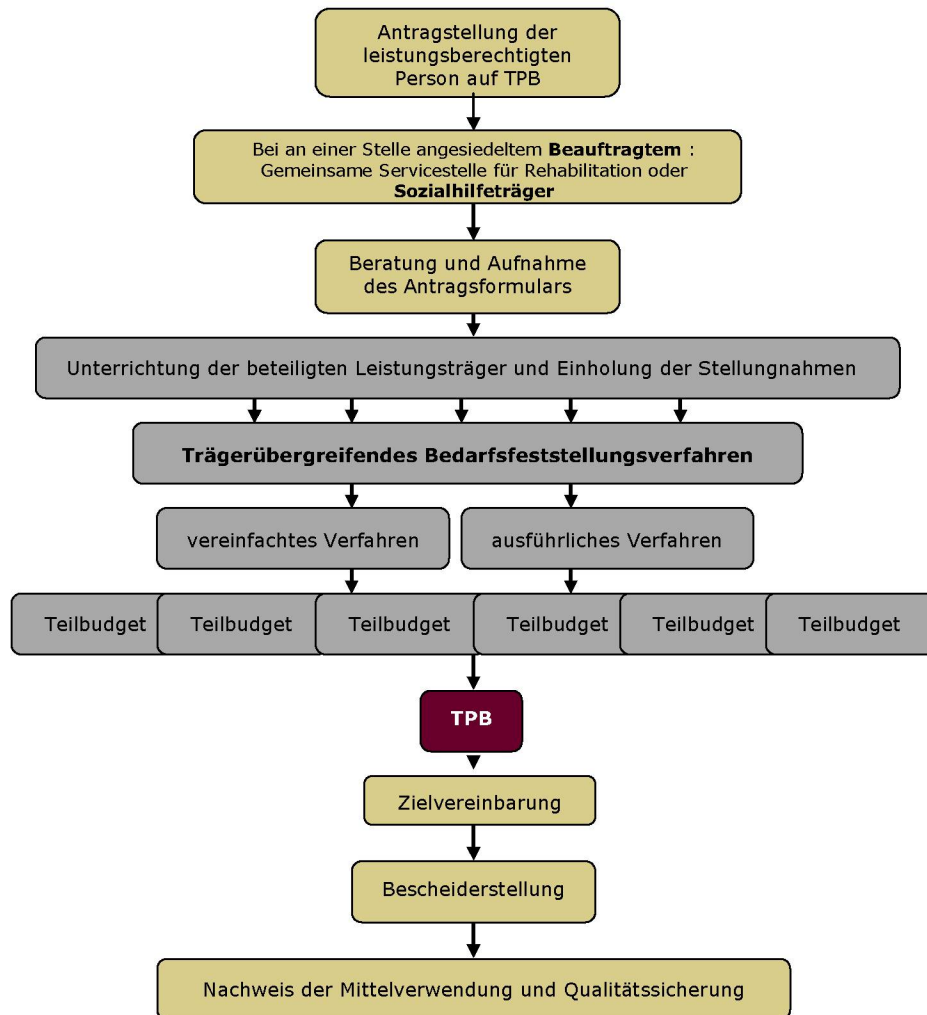 Antragstellung der
leistungsberechtigten
Person auf TPB
Bei an einer Stelle angesiedeltem Beauftragtem :
Gemeinsame Servicestelle für Rehabilitation oder
Sozialhilfeträger
Beratung und Aufnahme
des Antragsformulars
Unterrichtung der beteiligten Leistungsträger und Einholung der Stellungnahmen
Trägerübergreifendes Bedarfsfeststellungsverfahren
vereinfachtes Verfahren
ausführliches Verfahren
Teilbudget Teilbudget Teilbudget Teilbudget Teilbudget Teilbudget
TPB
Zielvereinbarung
Bescheiderstellung
Nachweis der Mittelverwendung und Qualitätssicherung